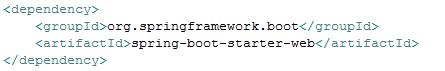 <dependency>
    <groupId>org.springframework.boot</groupId>
    <artifactId>spring-boot-starter-web</artifactId>
</dependency>